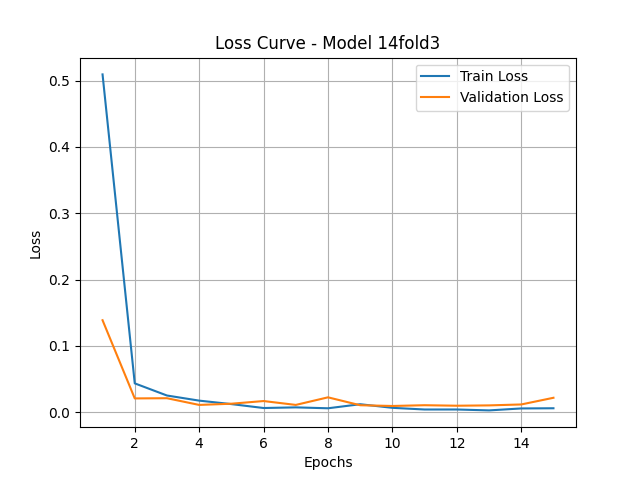 Loss Curve - Model 14fold3
Train Loss
Validation Loss
0.5
0.4
0.3
0.2
0.1
0.0
Loss
2 4 6 8 10 12 14
Epochs